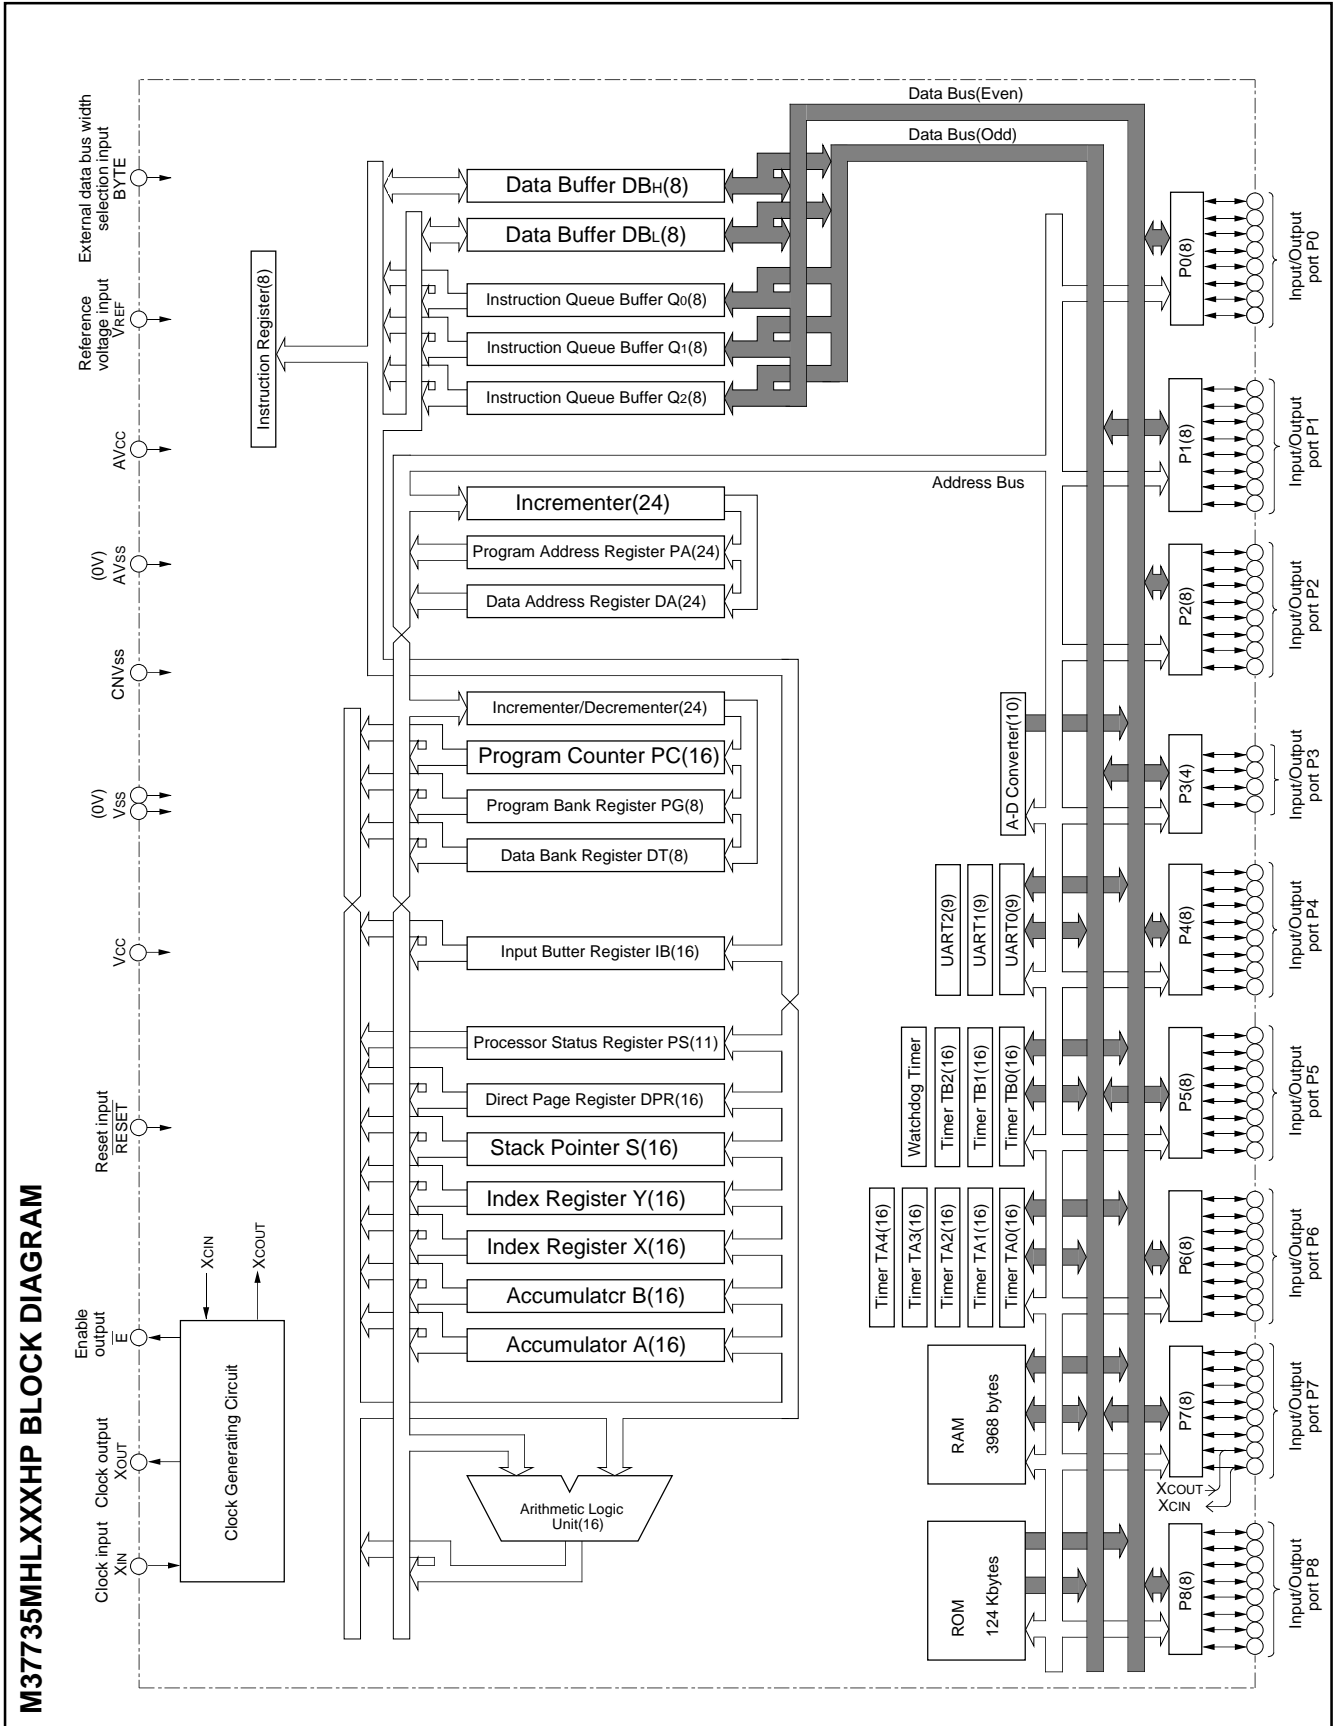 M37735MHLXXXHP BLOCK DIAGRAM
Clock input
XIN
Clock output
XOUT
Enable
output
E
Reset input
RESET
VCC
(0V)
VSS
CNVSS
(0V)
AVSS
AVCC
Reference
voltage input
VREF
External data bus width
selection input
BYTE
Clock Generating Circuit
XCIN
XCOUT
Instruction Register(8)
Data Bus(Even)
Data Bus(Odd)
Data Buffer DBH(8)
Data Buffer DBL(8)
Instruction Queue Buffer Q0(8)
Instruction Queue Buffer Q1(8)
Instruction Queue Buffer Q2(8)
Address Bus
Incrementer(24)
Program Address Register PA(24)
Data Address Register DA(24)
Incrementer/Decrementer(24)
Program Counter PC(16)
Program Bank Register PG(8)
Data Bank Register DT(8)
Input Butter Register IB(16)
Processor Status Register PS(11)
Direct Page Register DPR(16)
Stack Pointer S(16)
Index Register Y(16)
Index Register X(16)
Accumulatcr B(16)
Accumulator A(16)
Arithmetic Logic
Unit(16)
A-D Converter(10)
UART2(9)
UART1(9)
UART0(9)
Watchdog Timer
Timer TB2(16)
Timer TB1(16)
Timer TB0(16)
Timer TA4(16)
Timer TA3(16)
Timer TA2(16)
Timer TA1(16)
Timer TA0(16)
RAM
3968 bytes
ROM
124 Kbytes
P0(8)
Input/Output
port P0
P1(8)
Input/Output
port P1
P2(8)
Input/Output
port P2
P3(4)
Input/Output
port P3
P4(8)
Input/Output
port P4
P5(8)
Input/Output
port P5
P6(8)
Input/Output
port P6
P7(8)
Input/Output
port P7
XCOUT
XCIN
P8(8)
Input/Output
port P8